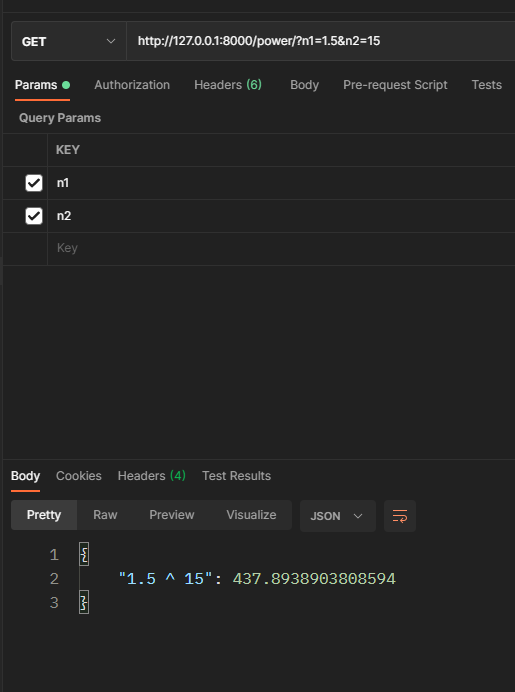 GET http://127.0.0.1:8000/power/?n1=1.5&n2=15
Params Authorization Headers (6) Body Pre-request Script Tests
Query Params
KEY
n1
n2
Key
Body Cookies Headers (4) Test Results
Pretty Raw Preview Visualize JSON
1 {
2 "1.5 ^ 15": 437.8938903808594
3 }